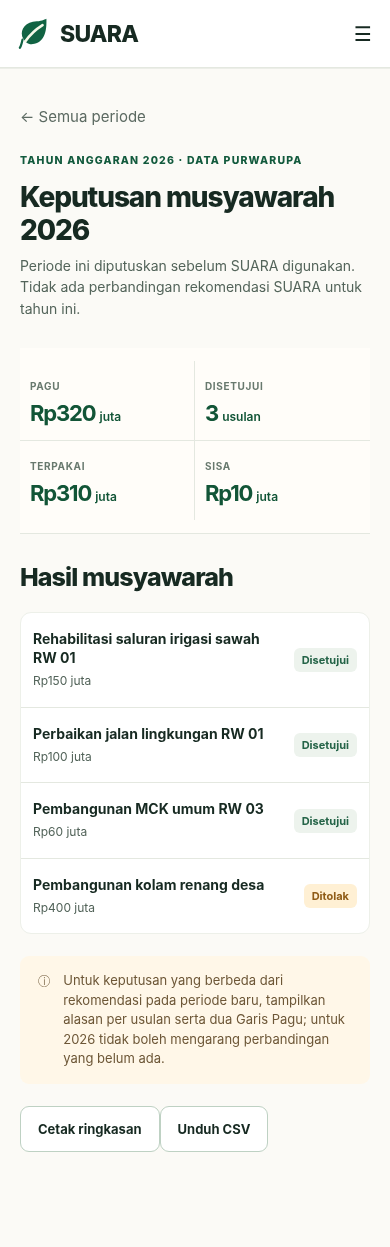 SUARA
☰
← Semua periode
TAHUN ANGGARAN 2026 · DATA PURWARUPA
Keputusan musyawarah
2026
Periode ini diputuskan sebelum SUARA digunakan.
Tidak ada perbandingan rekomendasi SUARA untuk
tahun ini.
PAGU
Rp320 juta
DISETUJUI
3 usulan
TERPAKAI
Rp310 juta
SISA
Rp10 juta
Hasil musyawarah
Rehabilitasi saluran irigasi sawah
RW 01
Rp150 juta
Disetujui
Perbaikan jalan lingkungan RW 01
Rp100 juta
Disetujui
Pembangunan MCK umum RW 03
Rp60 juta
Disetujui
Pembangunan kolam renang desa
Rp400 juta
Ditolak
ⓘ Untuk keputusan yang berbeda dari
rekomendasi pada periode baru, tampilkan
alasan per usulan serta dua Garis Pagu; untuk
2026 tidak boleh mengarang perbandingan
yang belum ada.
Cetak ringkasan
Unduh CSV